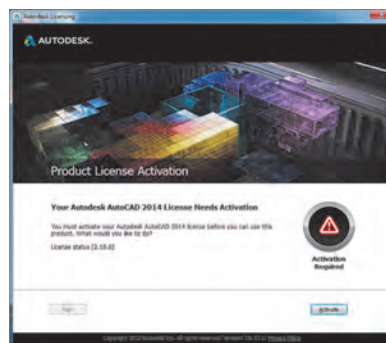 Autodesk Licensing
AUTODESK.
Product License Activation
Your Autodesk AutoCAD 2014 License Needs Activation
You must activate your Autodesk AutoCAD 2014 license before you can use this
product. What would you like to do?
License status [2.10.0]
Activation
Required
Activate
Privacy Policy